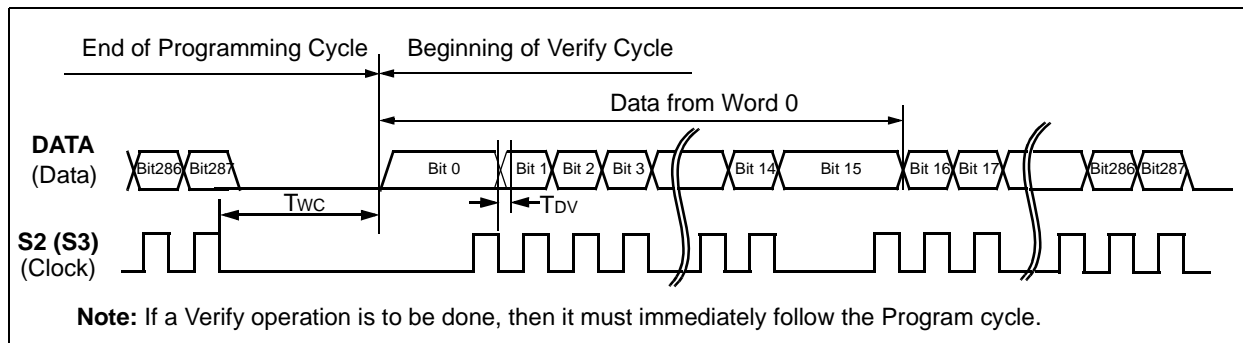 End of Programming Cycle
Beginning of Verify Cycle
Data from Word 0
DATA
(Data)
Bit286
Bit287
Bit 0
Bit 1
Bit 2
Bit 3
Bit 14
Bit 15
Bit 16
Bit 17
Bit286
Bit287
TWC
TDV
S2 (S3)
(Clock)
Note: If a Verify operation is to be done, then it must immediately follow the Program cycle.